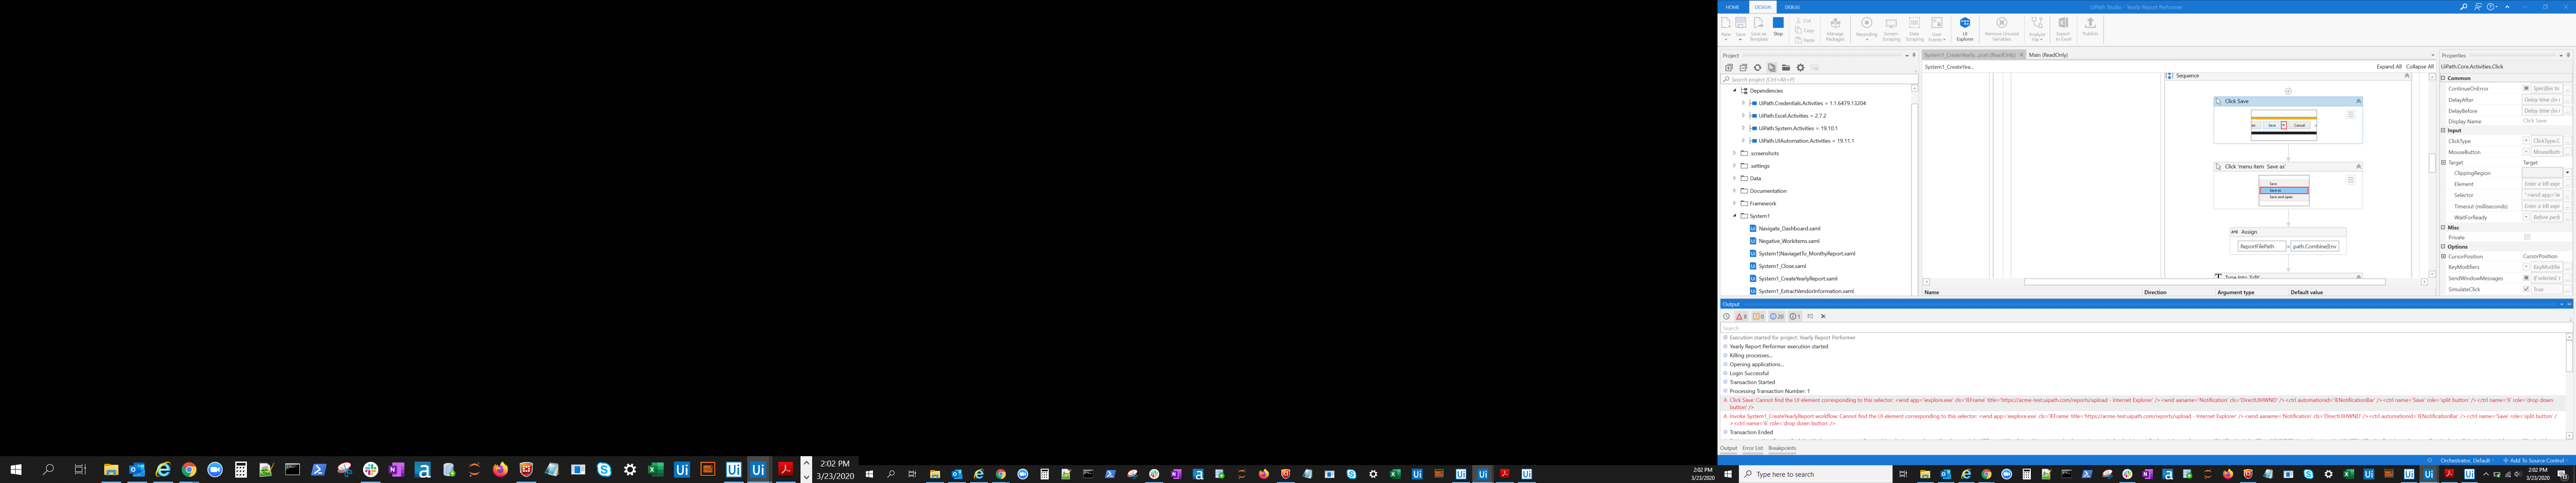 HOME DESIGN DEBUG
UiPath Studio - Yearly Report Performer
New Save Save as Template Stop Cut Copy Paste Manage Packages Recording Screen Scraping Data Scraping User Events UI Explorer Remove Unused Variables Analyze File Export to Excel Publish
Project
Search project (Ctrl+Alt+P)
Dependencies
UiPath.Credentials.Activities = 1.1.6479.13204
UiPath.Excel.Activities = 2.7.2
UiPath.System.Activities = 19.10.1
UiPath.UIAutomation.Activities = 19.11.1
.screenshots
.settings
Data
Documentation
Framework
System1
Navigate_Dashboard.xaml
Negative_Workitems.xaml
System1)NaviagetTo_MonthyReport.xaml
System1_Close.xaml
System1_CreateYearlyReport.xaml
System1_ExtractVendorInformation.xaml
System1_CreateYearly...port (ReadOnly) Main (ReadOnly)
System1_CreateYea...
Expand All Collapse All
Sequence
Click Save
Save Cancel
Click 'menu item Save as'
Save
Save as
Save and open
A+B Assign
ReportFilePath = path.Combine(Env
Type Into 'Edit'
Name Direction Argument type Default value
Properties
UiPath.Core.Activities.Click
Common
ContinueOnError Specifies to
DelayAfter Delay time (in r
DelayBefore Delay time (in r
Display Name Click Save
Input
ClickType ClickType.C
MouseButton MouseButt
Target Target
ClippingRegion
Element Enter a VB expr
Selector "<wnd app='ie
Timeout (milliseconds) Enter a VB expr
WaitForReady Before perfo
Misc
Private
Options
CursorPosition CursorPosition
KeyModifiers KeyModifie
SendWindowMessages If selected, t
SimulateClick True
Output
8 0 20 1
Search
Execution started for project: Yearly Report Performer
Yearly Report Performer execution started
Killing processes...
Opening applications...
Login Successful
Transaction Started
Processing Transaction Number: 1
Click Save: Cannot find the UI element corresponding to this selector: <wnd app='iexplore.exe' cls='IEFrame' title='https://acme-test.uipath.com/reports/upload - Internet Explorer' /><wnd aaname='Notification' cls='DirectUIHWND' /><ctrl automationid='IENotificationBar' /><ctrl name='Save' role='split button' /><ctrl name='6' role='drop down
button' />
Invoke System1_CreateYearlyReport workflow: Cannot find the UI element corresponding to this selector: <wnd app='iexplore.exe' cls='IEFrame' title='https://acme-test.uipath.com/reports/upload - Internet Explorer' /><wnd aaname='Notification' cls='DirectUIHWND' /><ctrl automationid='IENotificationBar' /><ctrl name='Save' role='split button' /
><ctrl name='6' role='drop down button' />
Transaction Ended
Output Error List Breakpoints
Orchestrator, Default Add To Source Control
2:02 PM
3/23/2020
2:02 PM
3/23/2020
Type here to search
2:02 PM
3/23/2020